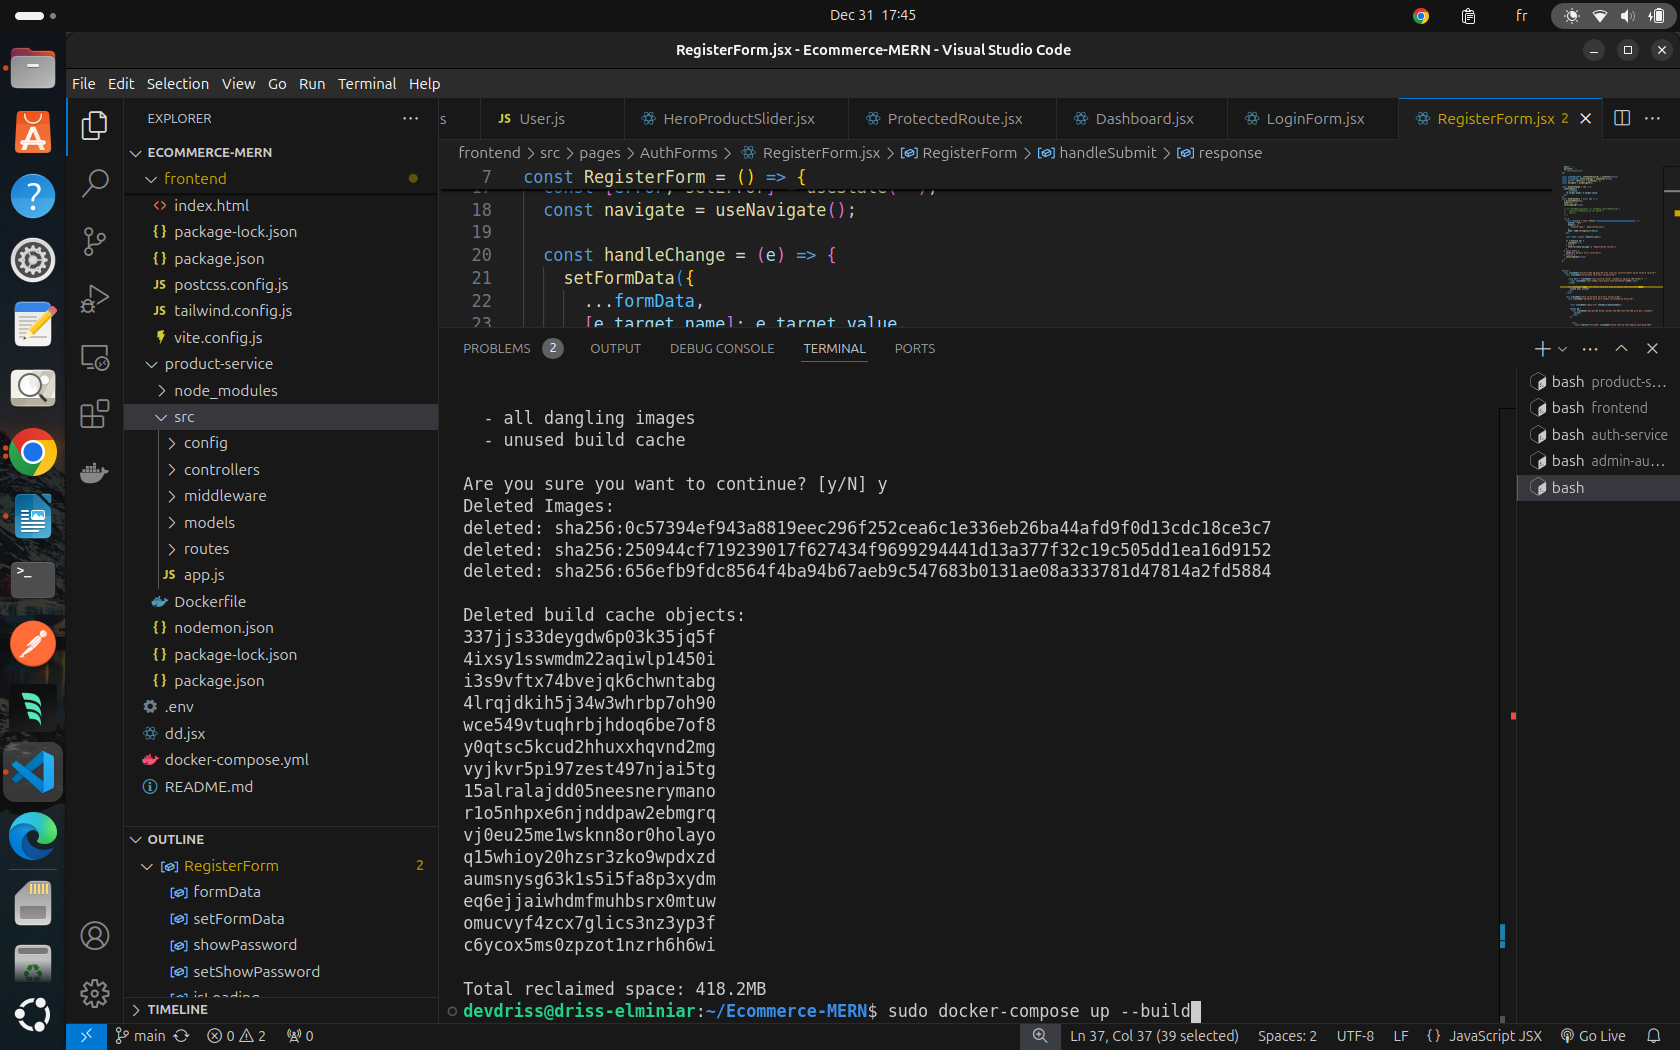 Dec 31 17:45
fr
RegisterForm.jsx - Ecommerce-MERN - Visual Studio Code
File Edit Selection View Go Run Terminal Help
EXPLORER
ECOMMERCE-MERN
frontend
index.html
package-lock.json
package.json
postcss.config.js
tailwind.config.js
vite.config.js
product-service
node_modules
src
config
controllers
middleware
models
routes
app.js
Dockerfile
nodemon.json
package-lock.json
package.json
.env
dd.jsx
docker-compose.yml
README.md
OUTLINE
RegisterForm 2
formData
setFormData
showPassword
setShowPassword
isLoading
TIMELINE
s User.js HeroProductSlider.jsx ProtectedRoute.jsx Dashboard.jsx LoginForm.jsx RegisterForm.jsx 2
frontend > src > pages > AuthForms > RegisterForm.jsx > RegisterForm > handleSubmit > response
7 const RegisterForm = () => {
18 const navigate = useNavigate();
19
20 const handleChange = (e) => {
21 setFormData({
22 ...formData,
23 [e.target.name]: e.target.value
PROBLEMS 2 OUTPUT DEBUG CONSOLE TERMINAL PORTS
- all dangling images
- unused build cache
Are you sure you want to continue? [y/N] y
Deleted Images:
deleted: sha256:0c57394ef943a8819eec296f252cea6c1e336eb26ba44afd9f0d13cdc18ce3c7
deleted: sha256:250944cf719239017f627434f9699294441d13a377f32c19c505dd1ea16d9152
deleted: sha256:656efb9fdc8564f4ba94b67aeb9c547683b0131ae08a333781d47814a2fd5884
Deleted build cache objects:
337jjs33deygdw6p03k35jq5f
4ixsy1sswmdm22aqiwlp1450i
i3s9vftx74bvejqk6chwntabg
4lrqjdkih5j34w3whrbp7oh90
wce549vtuqhrbjhdoq6be7of8
y0qtsc5kcud2hhuxxhqvnd2mg
vyjkvr5pi97zest497njai5tg
15alralajdd05neesnerymano
r1o5nhpxe6njnddpaw2ebmgrq
vj0eu25me1wsknn8or0holayo
q15whioy20hzsr3zko9wpdxzd
aumsnysg63k1s5i5fa8p3xydm
eq6ejjaiwhdmfmuhbsrx0mtuw
omucvyf4zcx7glics3nz3yp3f
c6ycox5ms0zpzot1nzrh6h6wi
Total reclaimed space: 418.2MB
devdriss@driss-elminiar:~/Ecommerce-MERN$ sudo docker-compose up --build
bash product-s...
bash frontend
bash auth-service
bash admin-au...
bash
main 0 2 0 Ln 37, Col 37 (39 selected) Spaces: 2 UTF-8 LF {} JavaScript JSX Go Live